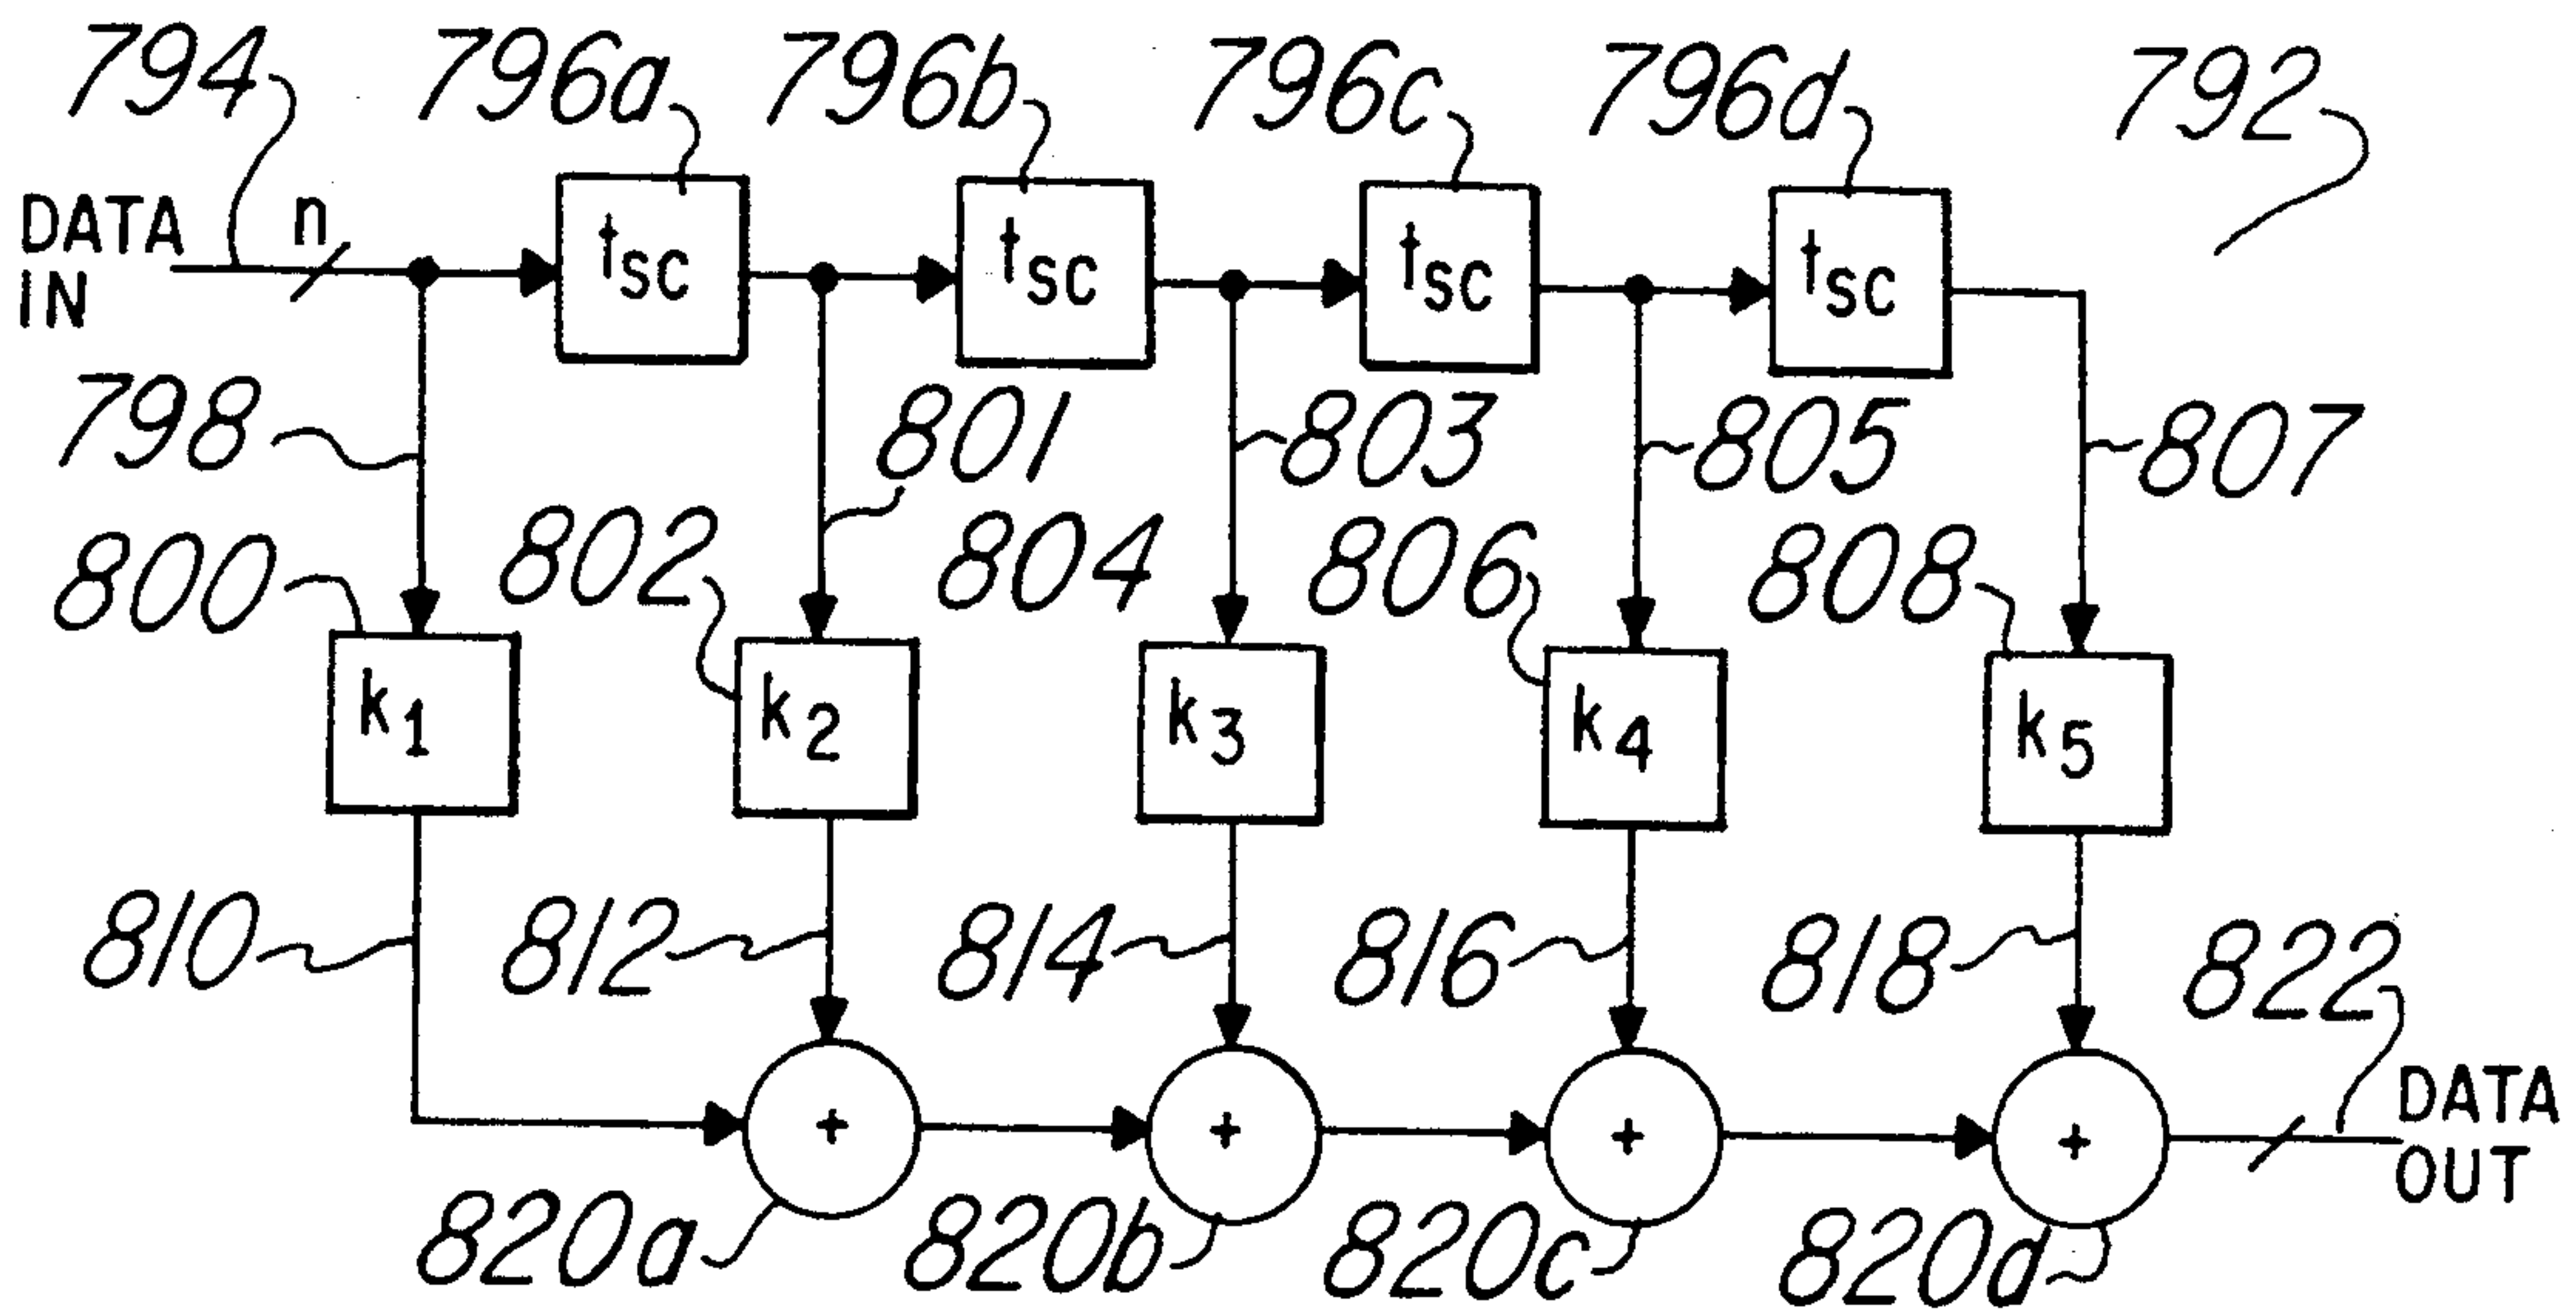 794 796a 796b 796c 796d 792
DATA IN
n
tSC tSC tSC tSC
798 801 803 805 807
800 802 804 806 808
k1 k2 k3 k4 k5
810 812 814 816 818 822
+ + + +
DATA OUT
820a 820b 820c 820d